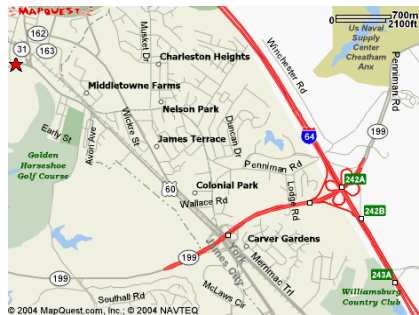 MAPQUEST
700m
2100ft
162
31
163
Musket Dr
Charleston Heights
Middletowne Farms
Nelson Park
Winchester Rd
Us Naval
Supply
Center
Cheatham
Anx
Penniman Rd
199
Early St
Avon Ave
Wickre St
James Terrace
Duncan Dr
64
Golden
Horseshoe
Golf Course
Penniman Rd
242A
60
Colonial Park
Lodge Rd
Wallace Rd
242B
York
James City
Carver Gardens
199
Merrimac Trl
199
243A
Southall Rd
McLaws Cir
Williamsburg
Country Club
© 2004 MapQuest.com, Inc.; © 2004 NAVTEQ